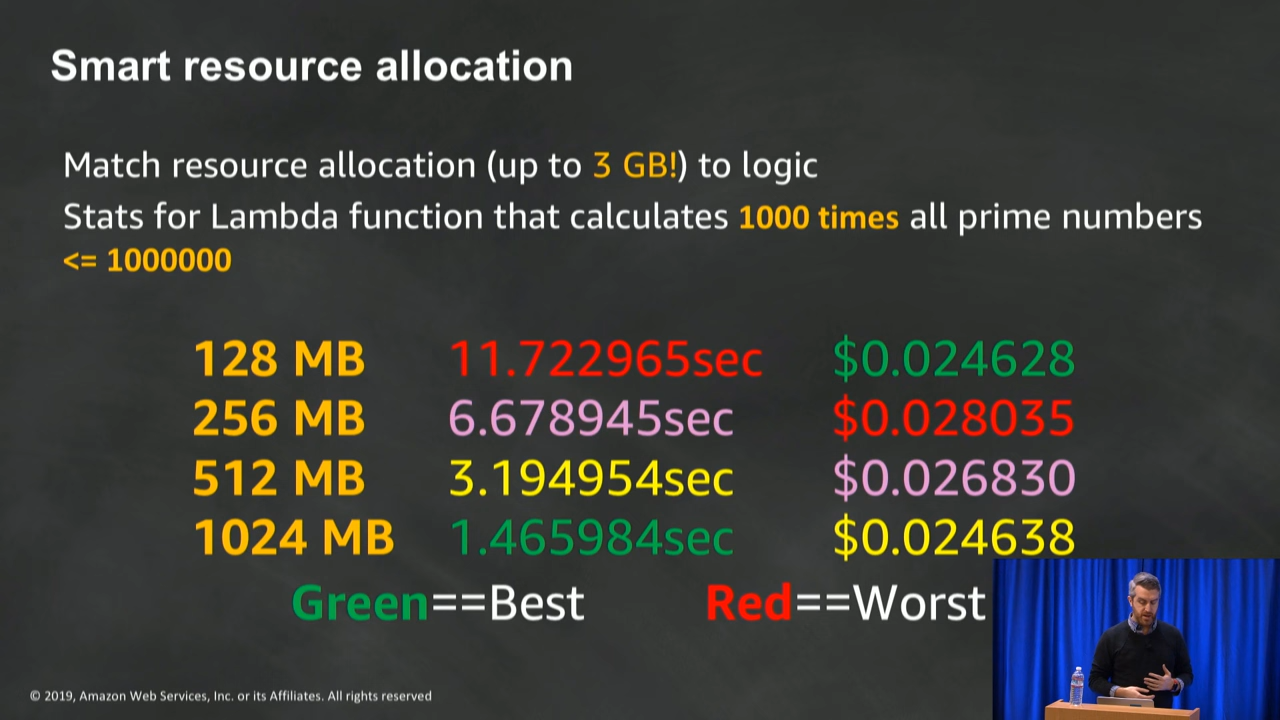 Smart resource allocation
Match resource allocation (up to 3 GB!) to logic
Stats for Lambda function that calculates 1000 times all prime numbers
<= 1000000
128 MB 11.722965sec $0.024628
256 MB 6.678945sec $0.028035
512 MB 3.194954sec $0.026830
1024 MB 1.465984sec $0.024638
Green==Best Red==Worst
© 2019, Amazon Web Services, Inc. or its Affiliates. All rights reserved